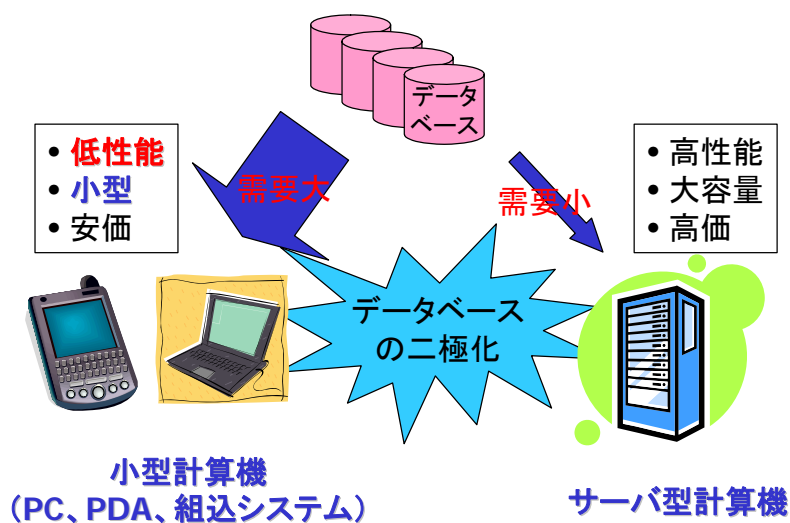 データ
ベース
• 低性能
• 小型
• 安価
需要大
需要小
• 高性能
• 大容量
• 高価
データベース
の二極化
小型計算機
（PC、PDA、組込システム）
サーバ型計算機